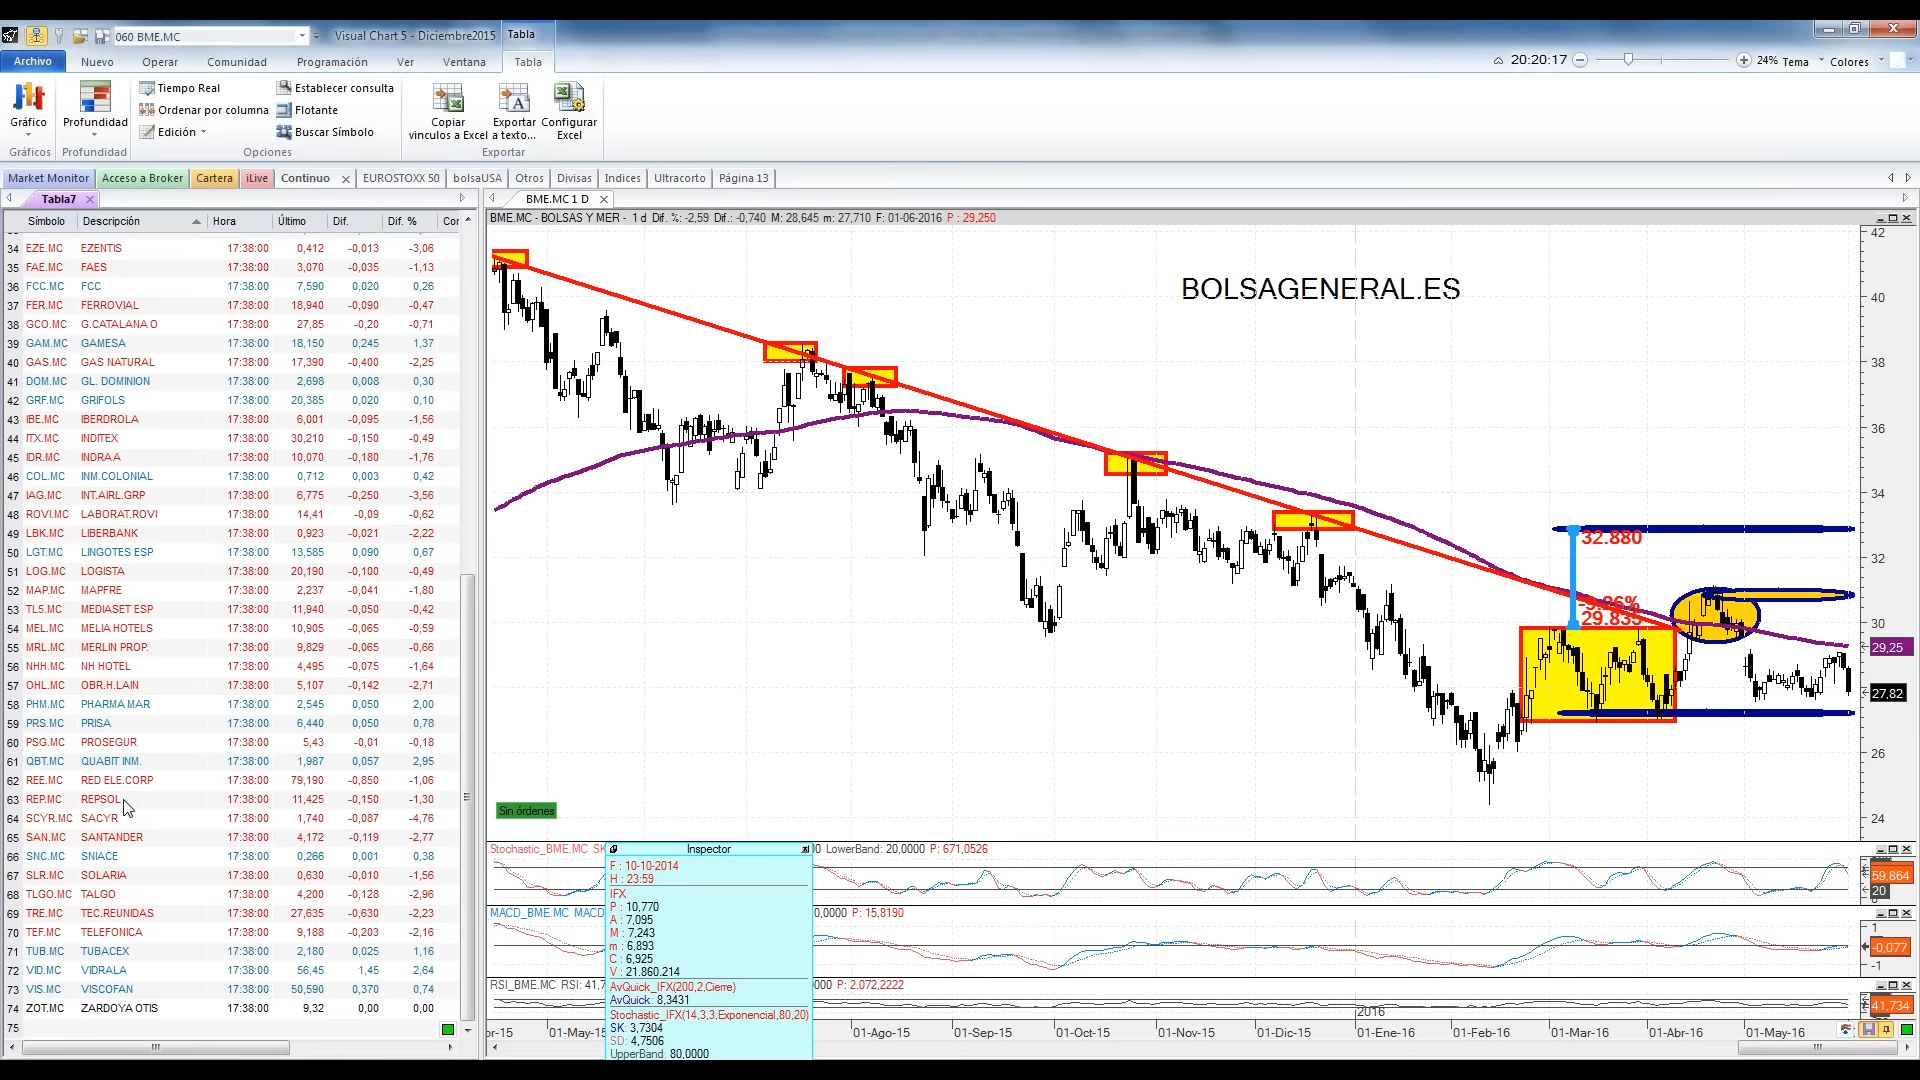 060 BME.MC
Visual Chart 5 - Diciembre2015
Tabla
Archivo Nuevo Operar Comunidad Programación Ver Ventana Tabla
20:20:17 24% Tema Colores
Gráfico
Profundidad
Tiempo Real
Ordenar por columna
Edición
Establecer consulta
Flotante
Buscar Símbolo
Copiar vinculos a Excel
Exportar a texto...
Configurar Excel
Gráficos Profundidad Opciones Exportar
Market Monitor Acceso a Broker Cartera iLive Continuo EUROSTOXX 50 bolsaUSA Otros Divisas Indices Ultracorto Página 13
Tabla7
BME.MC 1 D
Símbolo Descripción Hora Último Dif. Dif. %
BME.MC - BOLSAS Y MER - 1 d Dif. %: -2,59 Dif.: -0,740 M: 28,645 m: 27,710 F: 01-06-2016 P : 29,250
34 EZE.MC EZENTIS 17:38:00 0,412 -0,013 -3,06
35 FAE.MC FAES 17:38:00 3,070 -0,035 -1,13
36 FCC.MC FCC 17:38:00 7,590 0,020 0,26
37 FER.MC FERROVIAL 17:38:00 18,940 -0,090 -0,47
38 GCO.MC G.CATALANA O 17:38:00 27,85 -0,20 -0,71
39 GAM.MC GAMESA 17:38:00 18,150 0,245 1,37
40 GAS.MC GAS NATURAL 17:38:00 17,390 -0,400 -2,25
41 DOM.MC GL. DOMINION 17:38:00 2,698 0,008 0,30
42 GRF.MC GRIFOLS 17:38:00 20,385 0,020 0,10
43 IBE.MC IBERDROLA 17:38:00 6,001 -0,095 -1,56
44 ITX.MC INDITEX 17:38:00 30,210 -0,150 -0,49
45 IDR.MC INDRA A 17:38:00 10,070 -0,180 -1,76
46 COL.MC INM.COLONIAL 17:38:00 0,712 0,003 0,42
47 IAG.MC INT.AIRL.GRP 17:38:00 6,775 -0,250 -3,56
48 ROVI.MC LABORAT.ROVI 17:38:00 14,41 -0,09 -0,62
49 LBK.MC LIBERBANK 17:38:00 0,923 -0,021 -2,22
50 LGT.MC LINGOTES ESP 17:38:00 13,585 0,090 0,67
51 LOG.MC LOGISTA 17:38:00 20,190 -0,100 -0,49
52 MAP.MC MAPFRE 17:38:00 2,237 -0,041 -1,80
53 TL5.MC MEDIASET ESP 17:38:00 11,940 -0,050 -0,42
54 MEL.MC MELIA HOTELS 17:38:00 10,905 -0,065 -0,59
55 MRL.MC MERLIN PROP. 17:38:00 9,829 -0,065 -0,66
56 NHH.MC NH HOTEL 17:38:00 4,495 -0,075 -1,64
57 OHL.MC OBR.H.LAIN 17:38:00 5,107 -0,142 -2,71
58 PHM.MC PHARMA MAR 17:38:00 2,545 0,050 2,00
59 PRS.MC PRISA 17:38:00 6,440 0,050 0,78
60 PSG.MC PROSEGUR 17:38:00 5,43 -0,01 -0,18
61 QBT.MC QUABIT INM. 17:38:00 1,987 0,057 2,95
62 REE.MC RED ELE.CORP 17:38:00 79,190 -0,850 -1,06
63 REP.MC REPSOL 17:38:00 11,425 -0,150 -1,30
64 SCYR.MC SACYR 17:38:00 1,740 -0,087 -4,76
65 SAN.MC SANTANDER 17:38:00 4,172 -0,119 -2,77
66 SNC.MC SNIACE 17:38:00 0,266 0,001 0,38
67 SLR.MC SOLARIA 17:38:00 0,630 -0,010 -1,56
68 TLGO.MC TALGO 17:38:00 4,200 -0,128 -2,96
69 TRE.MC TEC.REUNIDAS 17:38:00 27,635 -0,630 -2,23
70 TEF.MC TELEFONICA 17:38:00 9,188 -0,203 -2,16
71 TUB.MC TUBACEX 17:38:00 2,180 0,025 1,16
72 VID.MC VIDRALA 17:38:00 56,45 1,45 2,64
73 VIS.MC VISCOFAN 17:38:00 50,590 0,370 0,74
74 ZOT.MC ZARDOYA OTIS 17:38:00 9,32 0,00 0,00
75
BOLSAGENERAL.ES
42
40
38
36
34
32
30
29,25
27,82
26
24
32.880
29.835
Sin órdenes
Stochastic_BME.MC
LowerBand: 20,0000 P: 671,0526
59,864
20
MACD_BME.MC MACD
P: 15,8190
1
-0,077
-1
RSI_BME.MC RSI: 41,7
P: 2.072,2222
41,734
Inspector
F : 10-10-2014
H : 23:59
IFX
P : 10,770
A : 7,095
M : 7,243
m : 6,893
C : 6,925
V : 21.860.214
AvQuick_IFX(200,2,Cierre)
AvQuick: 8,3431
Stochastic_IFX(14,3,3,Exponencial,80,20)
SK: 3,7304
SD: 4,7506
UpperBand: 80,0000
2016
01-May-15 01-Ago-15 01-Sep-15 01-Oct-15 01-Nov-15 01-Dic-15 01-Ene-16 01-Feb-16 01-Mar-16 01-Abr-16 01-May-16